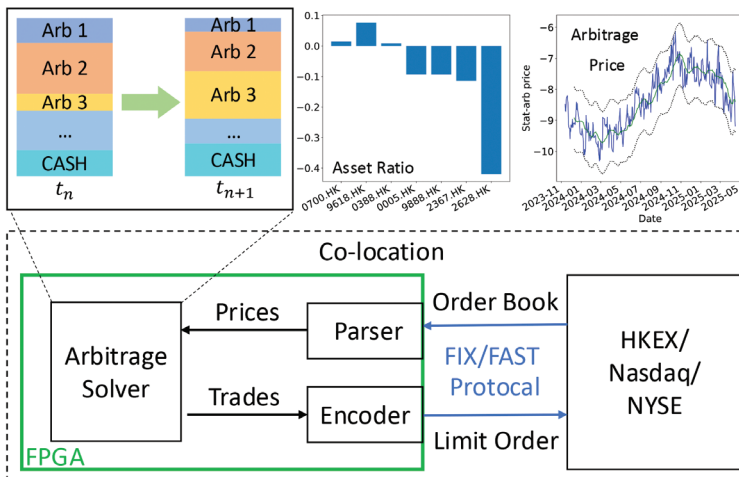 Arb 1
Arb 2
Arb 3
...
CASH
tn
Arb 1
Arb 2
Arb 3
...
CASH
tn+1
0.1
0.0
−0.1
−0.2
−0.3
−0.4
Asset Ratio
0700.HK
9618.HK
0388.HK
0005.HK
9888.HK
2367.HK
2628.HK
Arbitrage
Price
Stat-arb price
−6
−7
−8
−9
−10
2023-11
2024-01
2024-03
2024-05
2024-07
2024-09
2024-11
2025-01
2025-03
2025-05
Date
Co-location
Arbitrage
Solver
Prices
Trades
Parser
Encoder
FPGA
Order Book
FIX/FAST
Protocal
Limit Order
HKEX/
Nasdaq/
NYSE